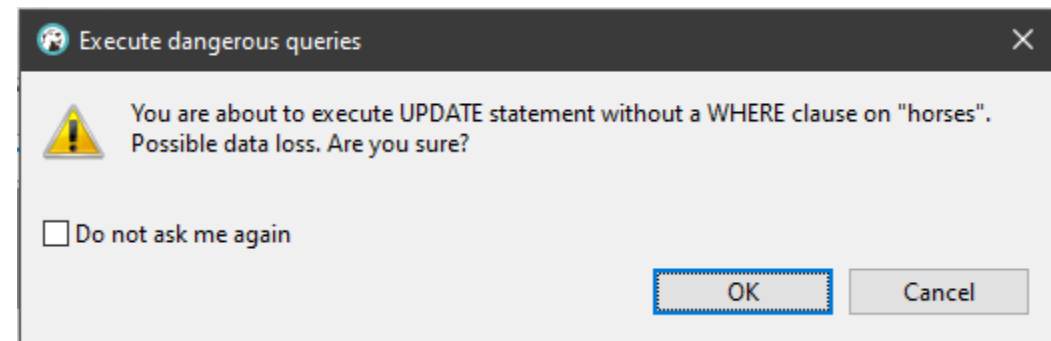 Execute dangerous queries
You are about to execute UPDATE statement without a WHERE clause on "horses".
Possible data loss. Are you sure?
Do not ask me again
OK
Cancel